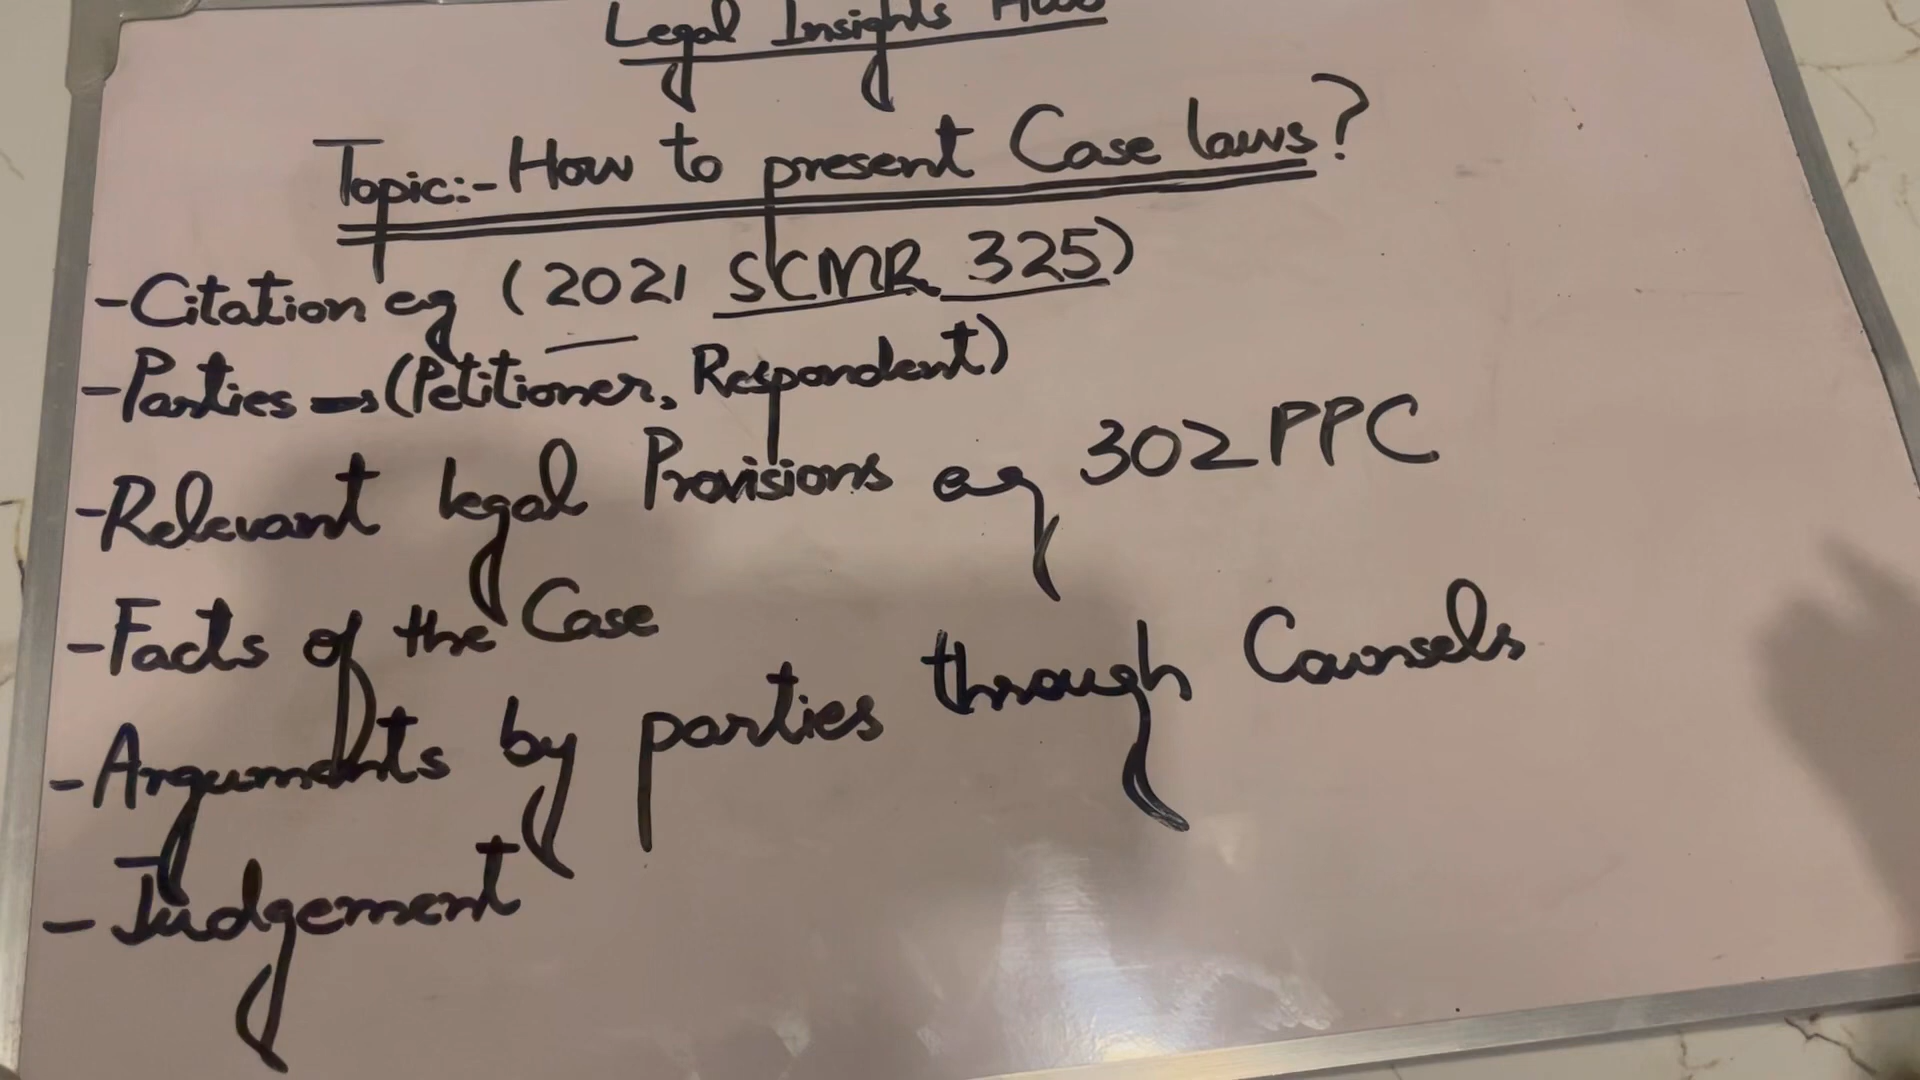 Legal Insights Hub
Topic:- How to present Case laws?
- Citation eg (2021 SCMR 325)
- Parties → (Petitioner, Respondent)
- Relevant legal Provisions eg 302 PPC
- Facts of the Case
- Arguments by parties through Counsels
- Judgement